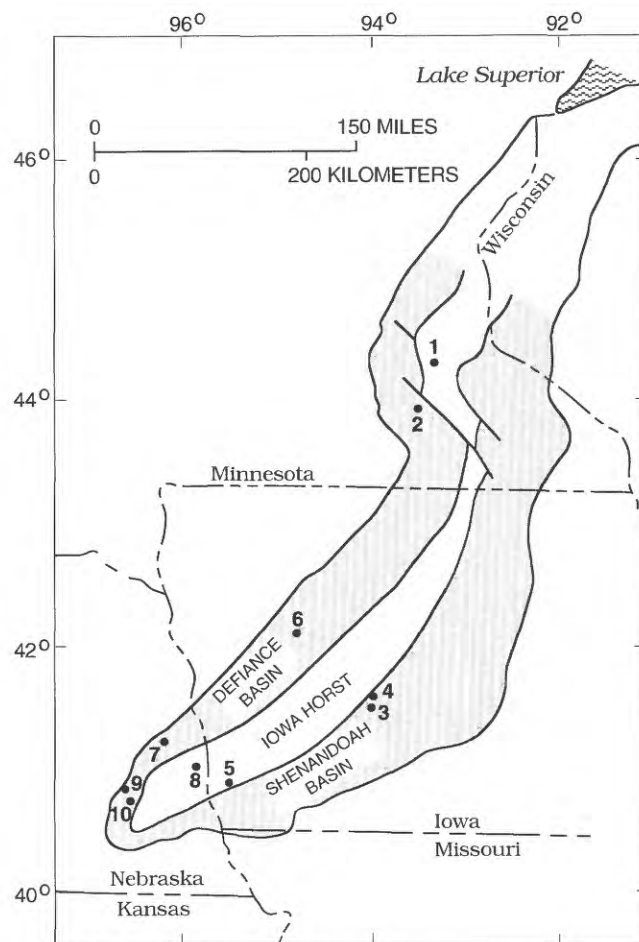 96°
94°
92°
Lake Superior
0
150 MILES
0
200 KILOMETERS
46°
Wisconsin
1
44°
2
Minnesota
6
42°
DEFIANCE
BASIN
IOWA HORST
4
3
SHENANDOAH
BASIN
7
8
5
9
10
Iowa
Missouri
Nebraska
Kansas
40°